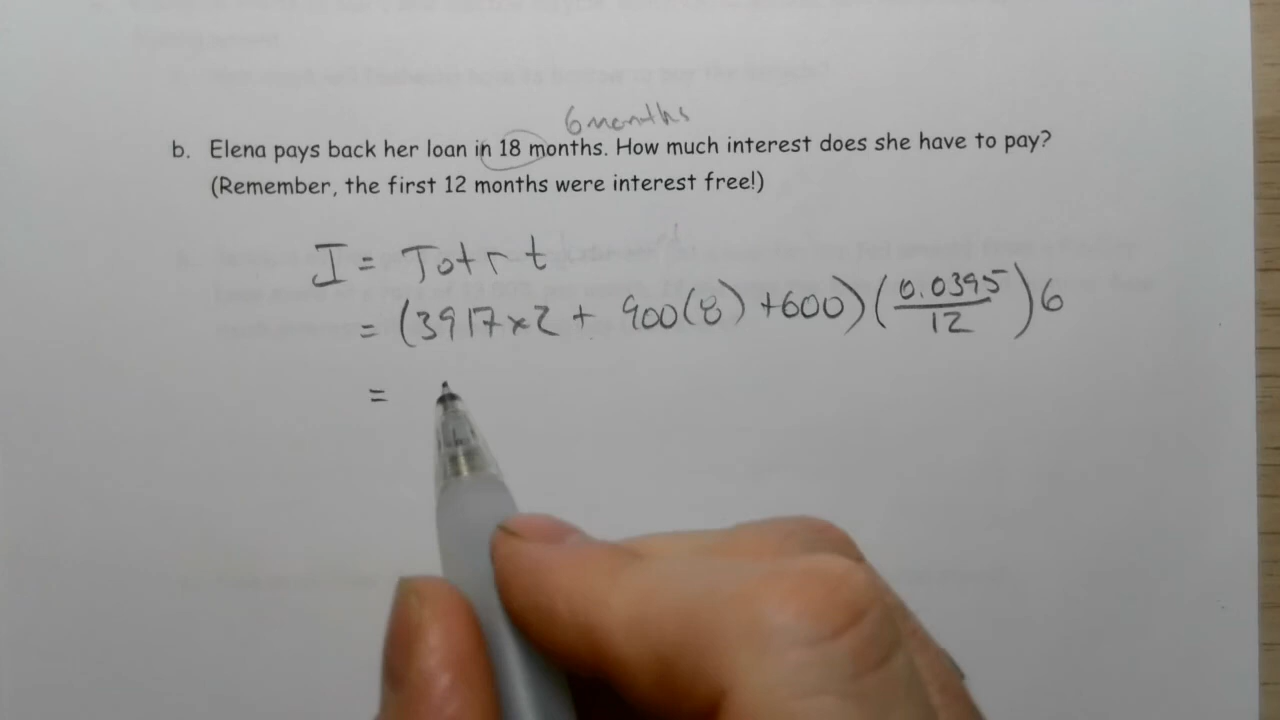 6 months
b. Elena pays back her loan in 18 months. How much interest does she have to pay?
(Remember, the first 12 months were interest free!)
I = Tot r t
= (3917 x 2 + 900(8) + 600) (0.0395/12) 6
=